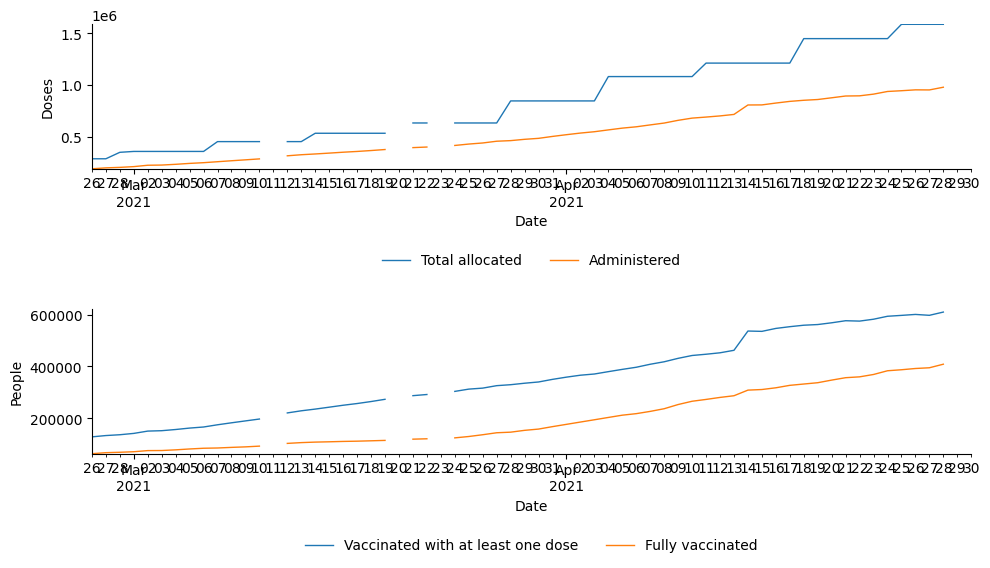 1e6
1.5
1.0
0.5
Doses
26 27 28 Mar 02 03 04 05 06 07 08 09 10 11 12 13 14 15 16 17 18 19 20 21 22 23 24 25 26 27 28 29 30 31 Apr 02 03 04 05 06 07 08 09 10 11 12 13 14 15 16 17 18 19 20 21 22 23 24 25 26 27 28 29 30
2021 2021
Date
Total allocated Administered
600000
400000
200000
People
26 27 28 Mar 02 03 04 05 06 07 08 09 10 11 12 13 14 15 16 17 18 19 20 21 22 23 24 25 26 27 28 29 30 31 Apr 02 03 04 05 06 07 08 09 10 11 12 13 14 15 16 17 18 19 20 21 22 23 24 25 26 27 28 29 30
2021 2021
Date
Vaccinated with at least one dose Fully vaccinated